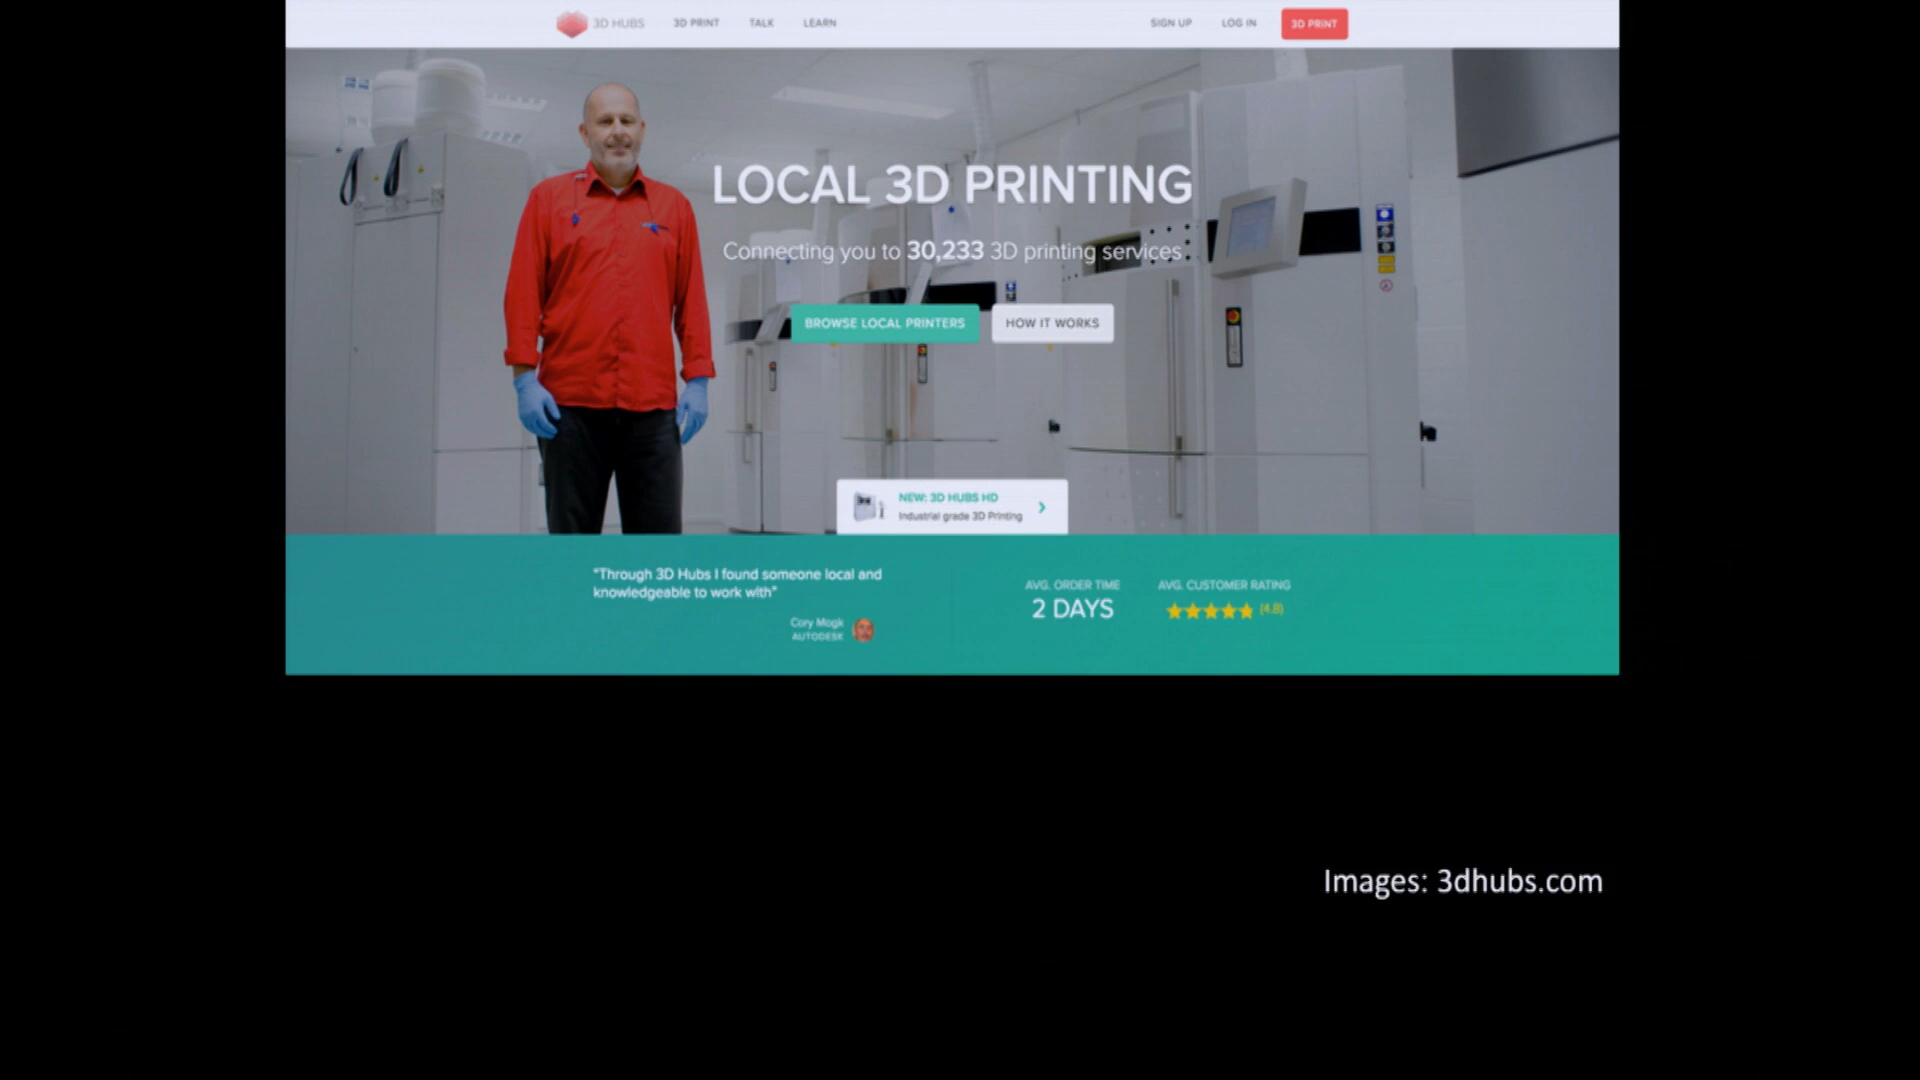 3D HUBS
3D PRINT
TALK
LEARN
SIGN UP
LOG IN
3D PRINT
LOCAL 3D PRINTING
Connecting you to 30,233 3D printing services
BROWSE LOCAL PRINTERS
HOW IT WORKS
NEW: 3D HUBS HD
Industrial grade 3D Printing
"Through 3D Hubs I found someone local and
knowledgeable to work with"
Cory Mogk
AUTODESK
AVG. ORDER TIME
2 DAYS
AVG. CUSTOMER RATING
(4.8)
Images: 3dhubs.com